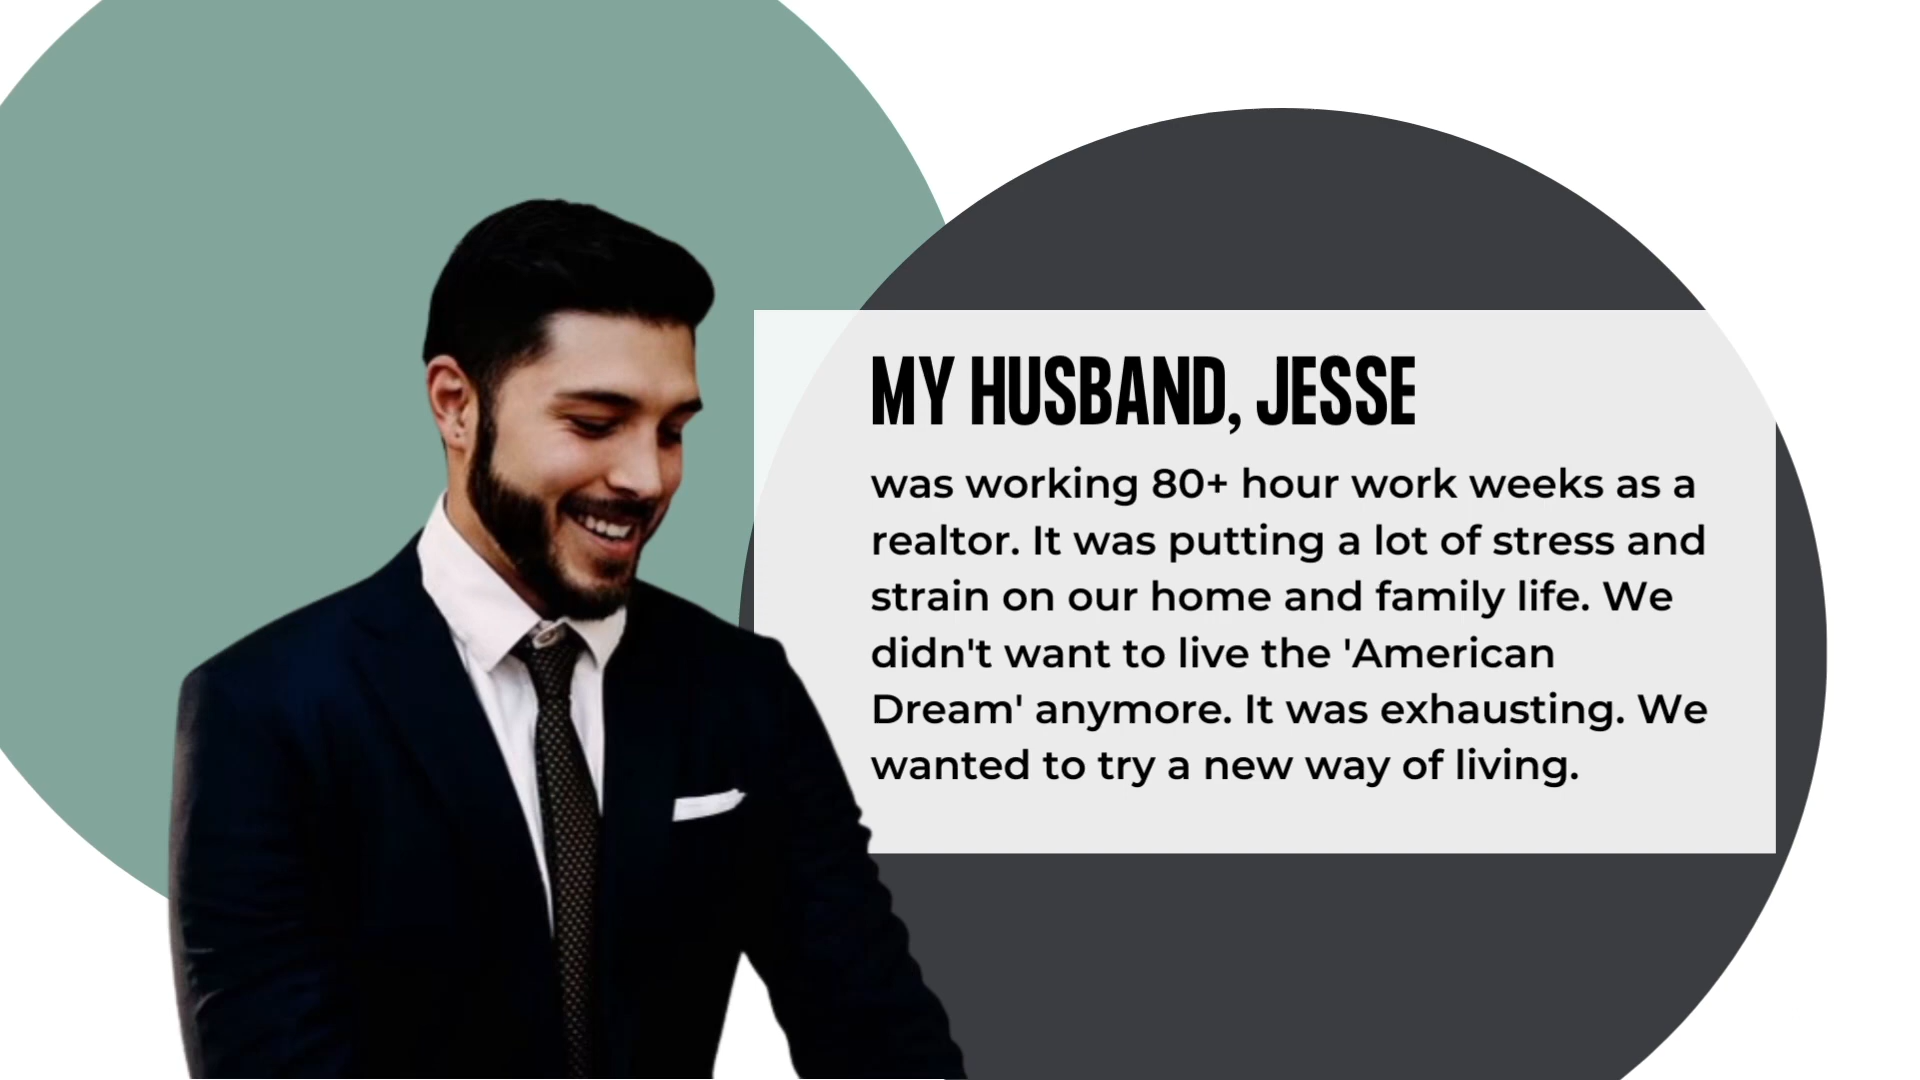 MY HUSBAND, JESSE
was working 80+ hour work weeks as a
realtor. It was putting a lot of stress and
strain on our home and family life. We
didn't want to live the 'American
Dream' anymore. It was exhausting. We
wanted to try a new way of living.